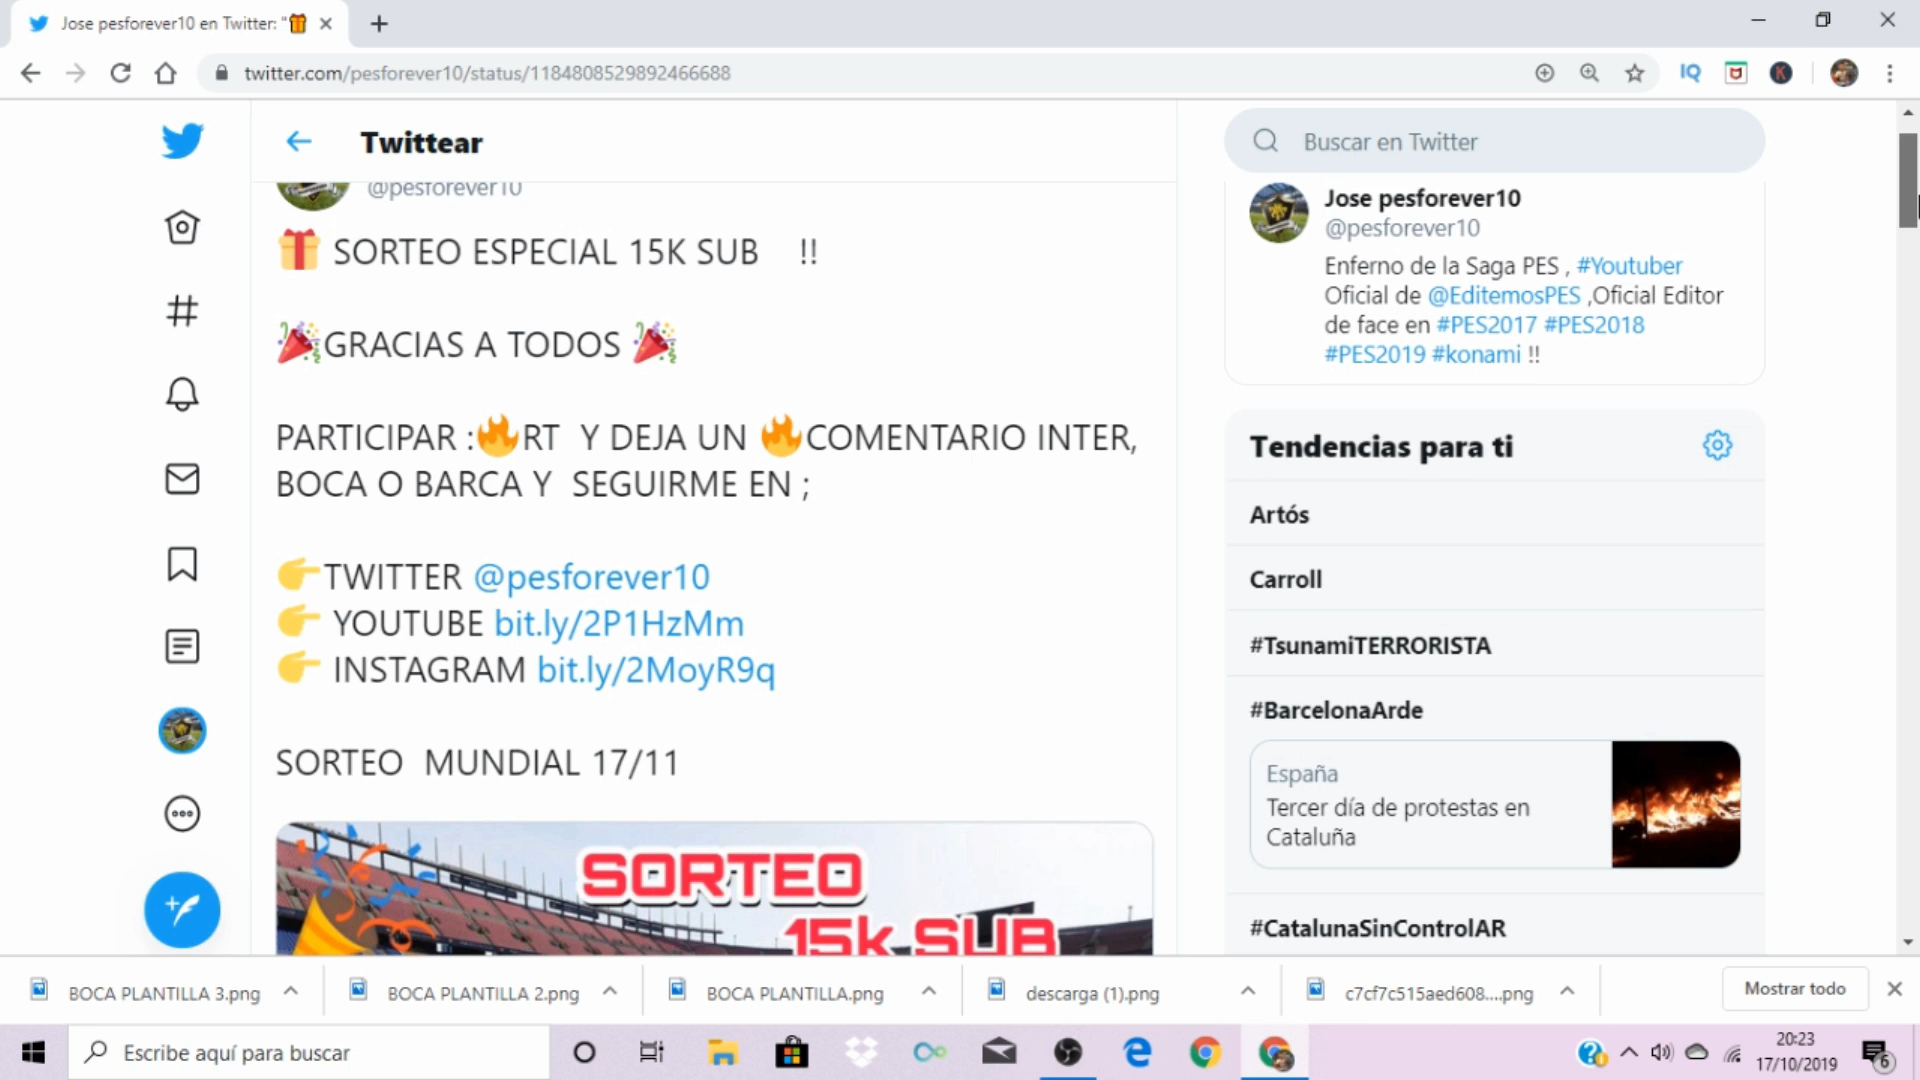 Jose pesforever10 en Twitter: "
twitter.com/pesforever10/status/1184808529892466688
Twittear
@pesforever10
SORTEO ESPECIAL 15K SUB !!
GRACIAS A TODOS
PARTICIPAR : RT Y DEJA UN COMENTARIO INTER,
BOCA O BARCA Y SEGUIRME EN ;
TWITTER @pesforever10
YOUTUBE bit.ly/2P1HzMm
INSTAGRAM bit.ly/2MoyR9q
SORTEO MUNDIAL 17/11
SORTEO
15k SUB
Buscar en Twitter
Jose pesforever10
@pesforever10
Enferno de la Saga PES , #Youtuber
Oficial de @EditemosPES ,Oficial Editor
de face en #PES2017 #PES2018
#PES2019 #konami !!
Tendencias para ti
Artós
Carroll
#TsunamiTERRORISTA
#BarcelonaArde
España
Tercer día de protestas en
Cataluña
#CatalunaSinControlAR
BOCA PLANTILLA 3.png
BOCA PLANTILLA 2.png
BOCA PLANTILLA.png
descarga (1).png
c7cf7c515aed608....png
Mostrar todo
Escribe aquí para buscar
20:23
17/10/2019
6